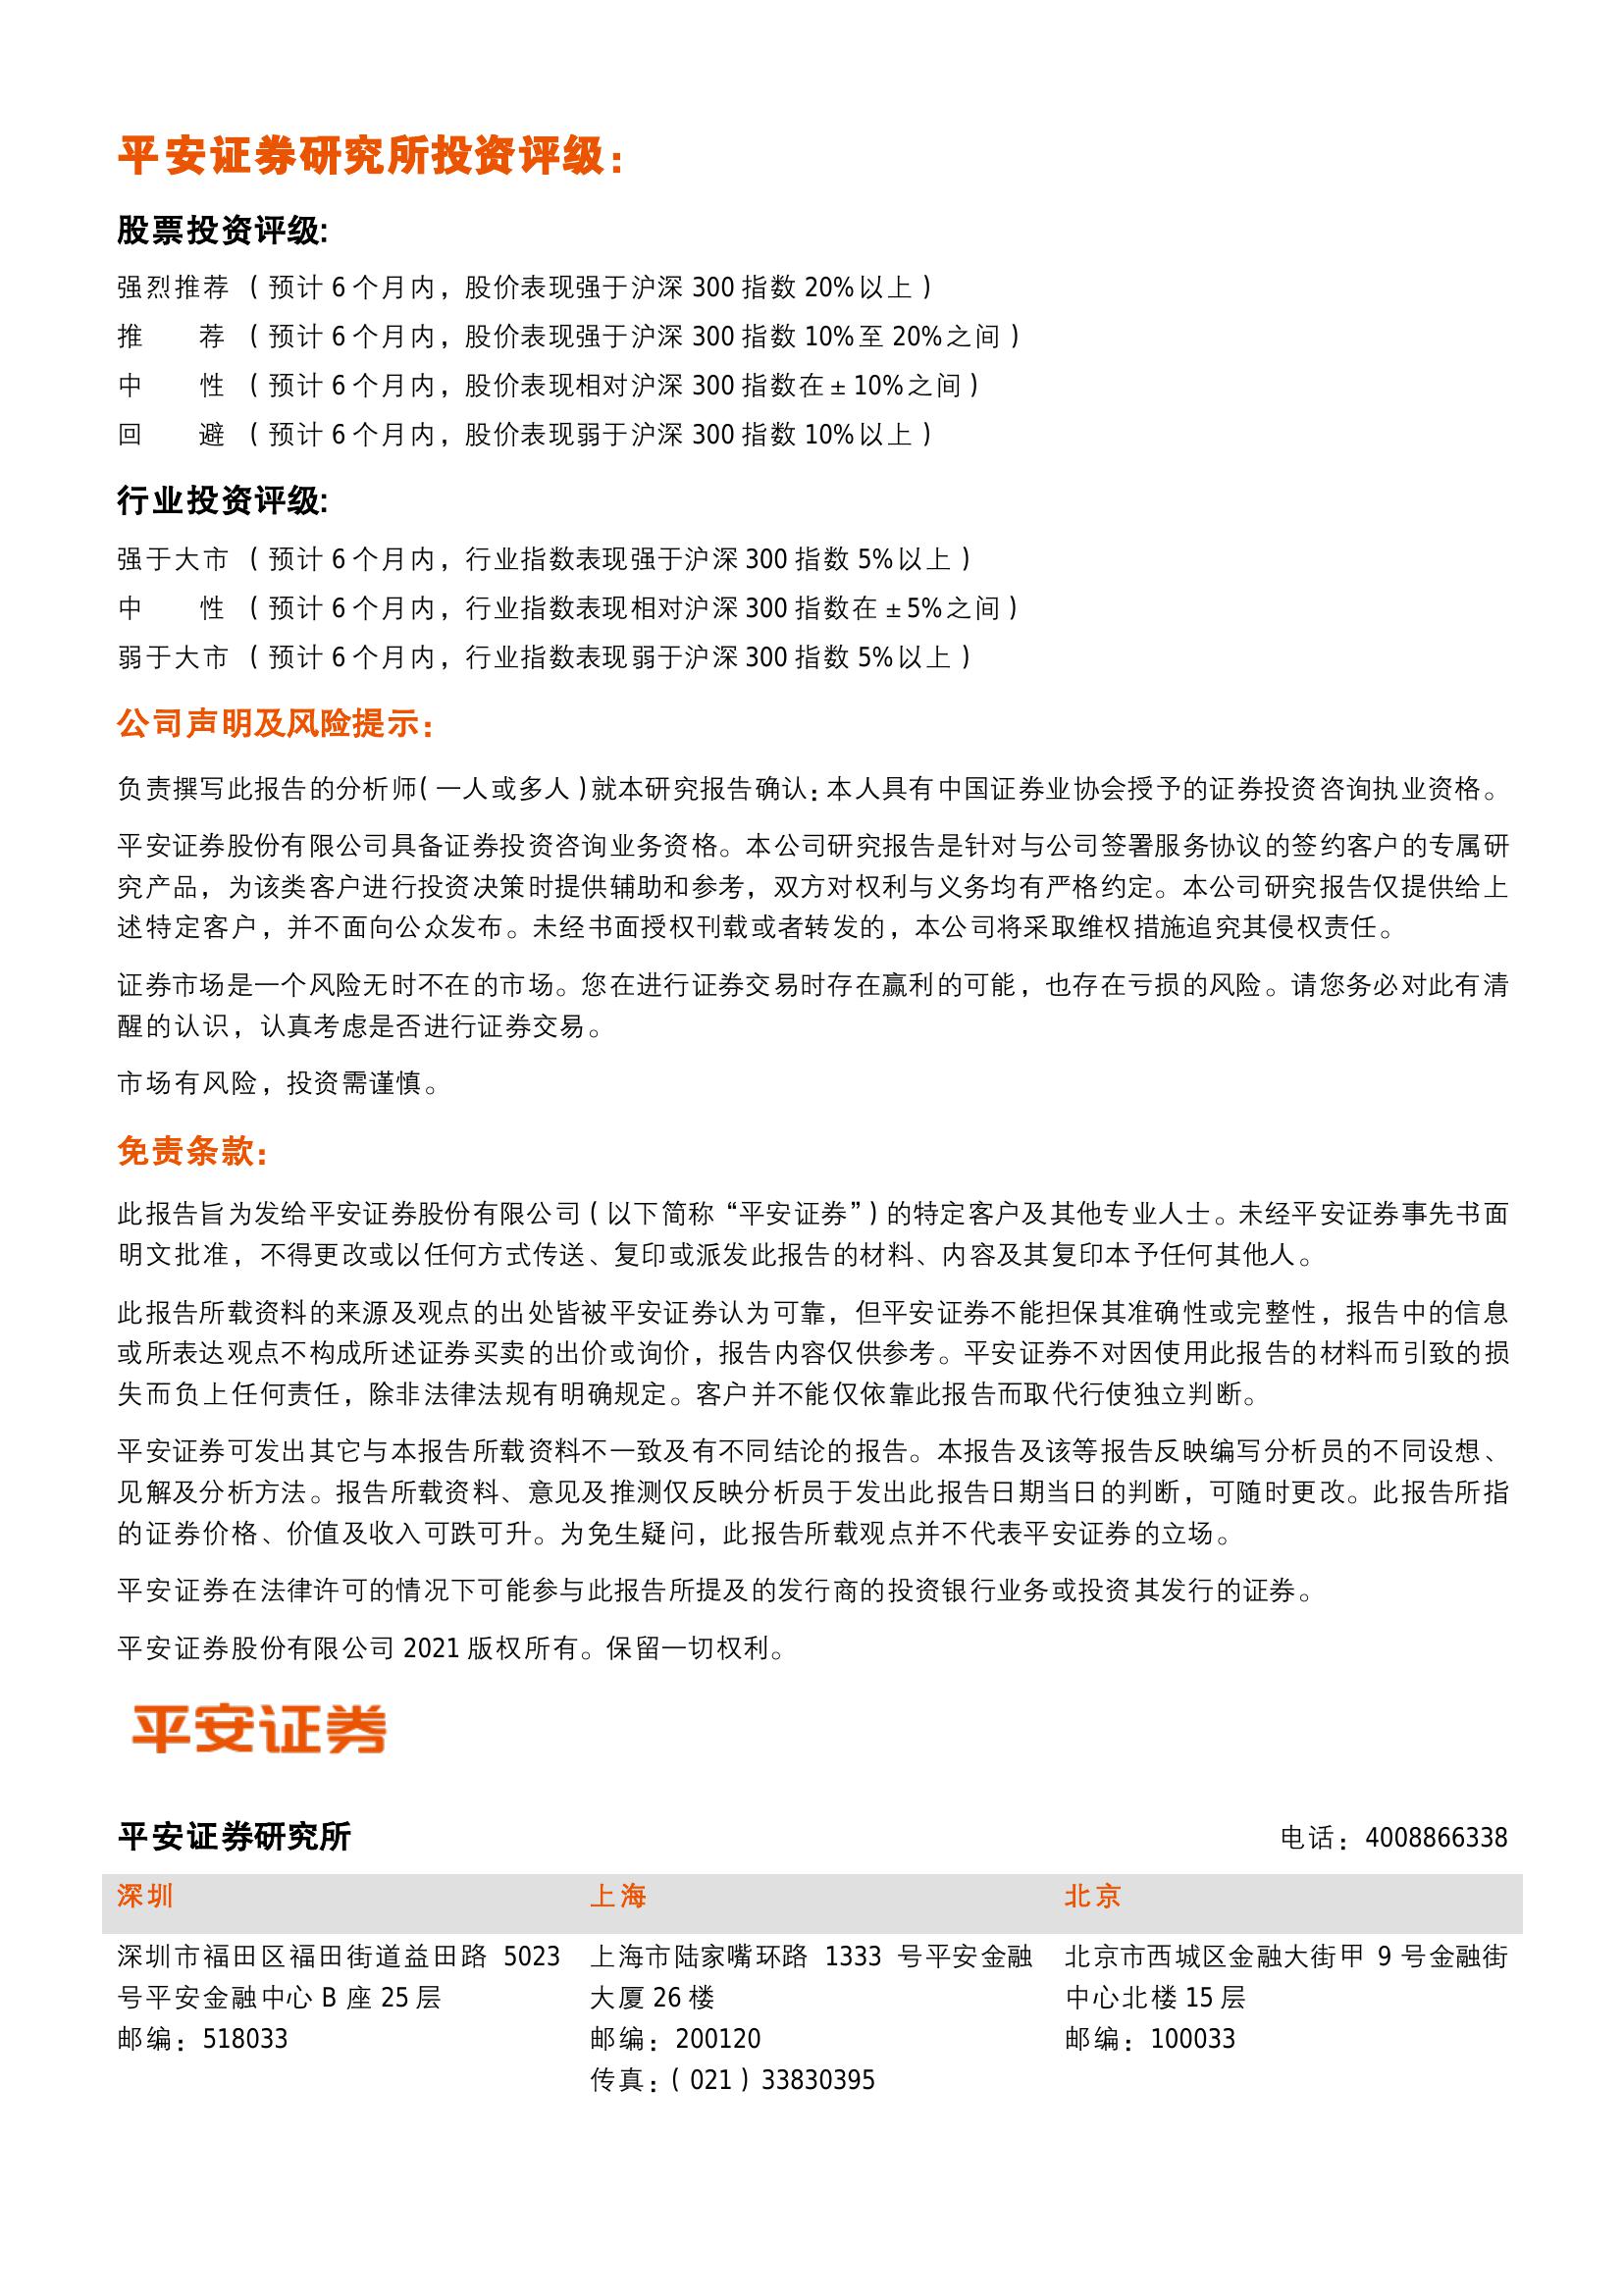 平安证券研究所投资评级：
股票投资评级:
强烈推荐 （预计 6 个月内，股价表现强于沪深 300 指数 20%以上）
推　　荐 （预计 6 个月内，股价表现强于沪深 300 指数 10%至 20%之间）
中　　性 （预计 6 个月内，股价表现相对沪深 300 指数在± 10%之间）
回　　避 （预计 6 个月内，股价表现弱于沪深 300 指数 10%以上）
行业投资评级:
强于大市 （预计 6 个月内，行业指数表现强于沪深 300 指数 5%以上）
中　　性 （预计 6 个月内，行业指数表现相对沪深 300 指数在 ±5%之间）
弱于大市 （预计 6 个月内，行业指数表现弱于沪深 300 指数 5%以上）
公司声明及风险提示：
负责撰写此报告的分析师（一人或多人）就本研究报告确认：本人具有中国证券业协会授予的证券投资咨询执业资格。
平安证券股份有限公司具备证券投资咨询业务资格。本公司研究报告是针对与公司签署服务协议的签约客户的专属研
究产品，为该类客户进行投资决策时提供辅助和参考，双方对权利与义务均有严格约定。本公司研究报告仅提供给上
述特定客户，并不面向公众发布。未经书面授权刊载或者转发的，本公司将采取维权措施追究其侵权责任。
证券市场是一个风险无时不在的市场。您在进行证券交易时存在赢利的可能，也存在亏损的风险。请您务必对此有清
醒的认识，认真考虑是否进行证券交易。
市场有风险，投资需谨慎。
免责条款：
此报告旨为发给平安证券股份有限公司（以下简称“平安证券”）的特定客户及其他专业人士。未经平安证券事先书面
明文批准，不得更改或以任何方式传送、复印或派发此报告的材料、内容及其复印本予任何其他人。
此报告所载资料的来源及观点的出处皆被平安证券认为可靠，但平安证券不能担保其准确性或完整性，报告中的信息
或所表达观点不构成所述证券买卖的出价或询价，报告内容仅供参考。平安证券不对因使用此报告的材料而引致的损
失而负上任何责任，除非法律法规有明确规定。客户并不能仅依靠此报告而取代行使独立判断。
平安证券可发出其它与本报告所载资料不一致及有不同结论的报告。本报告及该等报告反映编写分析员的不同设想、
见解及分析方法。报告所载资料、意见及推测仅反映分析员于发出此报告日期当日的判断，可随时更改。此报告所指
的证券价格、价值及收入可跌可升。为免生疑问，此报告所载观点并不代表平安证券的立场。
平安证券在法律许可的情况下可能参与此报告所提及的发行商的投资银行业务或投资其发行的证券。
平安证券股份有限公司 2021 版权所有。保留一切权利。
平安证券
平安证券研究所 电话：4008866338
深圳 上海 北京
深圳市福田区福田街道益田路 5023 上海市陆家嘴环路 1333 号平安金融 北京市西城区金融大街甲 9 号金融街
号平安金融中心 B 座 25 层 大厦 26 楼 中心北楼 15 层
邮编：518033 邮编：200120 邮编：100033
传真：（021）33830395